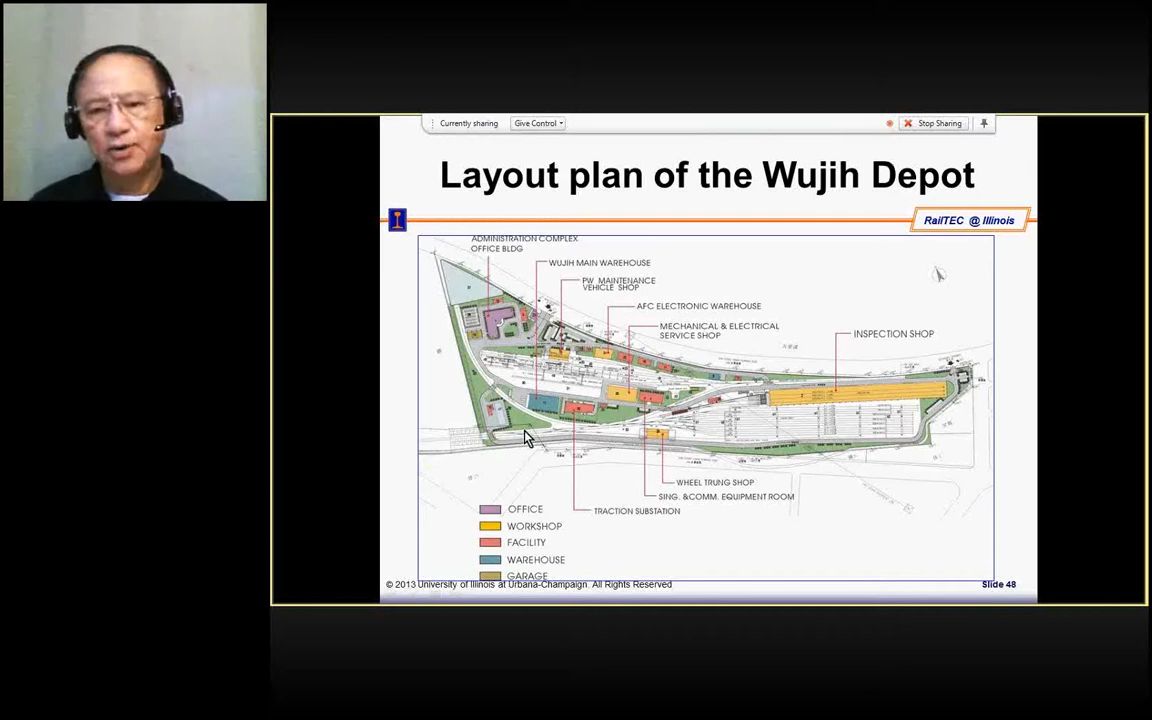 Currently sharing
Give Control
Stop Sharing
Layout plan of the Wujih Depot
I
RailTEC @ Illinois
ADMINISTRATION COMPLEX
OFFICE BLDG
WUJIH MAIN WAREHOUSE
PW MAINTENANCE
VEHICLE SHOP
AFC ELECTRONIC WAREHOUSE
MECHANICAL & ELECTRICAL
SERVICE SHOP
INSPECTION SHOP
WHEEL TRUNG SHOP
SING. &COMM. EQUIPMENT ROOM
TRACTION SUBSTATION
OFFICE
WORKSHOP
FACILITY
WAREHOUSE
GARAGE
© 2013 University of Illinois at Urbana-Champaign. All Rights Reserved
Slide 48